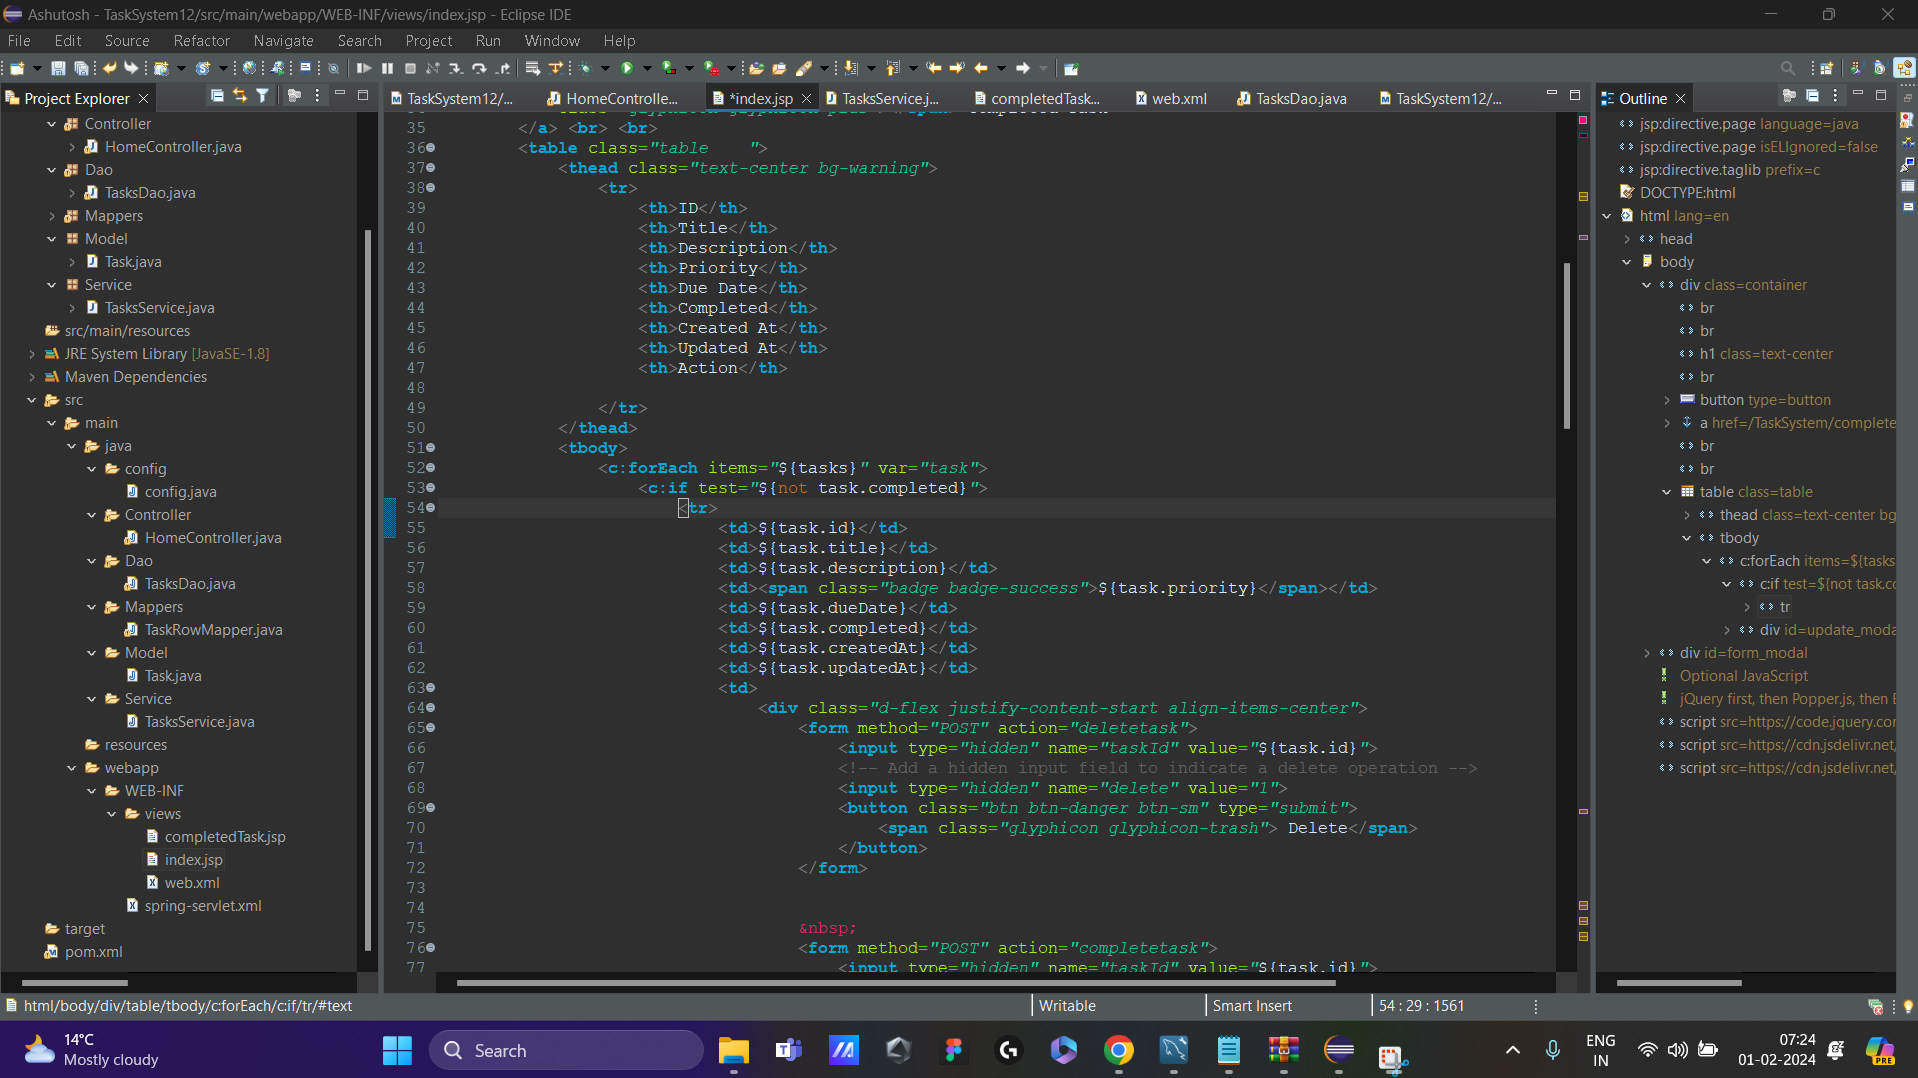 Ashutosh - TaskSystem12/src/main/webapp/WEB-INF/views/index.jsp - Eclipse IDE
File Edit Source Refactor Navigate Search Project Run Window Help
Project Explorer
Controller
HomeController.java
Dao
TasksDao.java
Mappers
Model
Task.java
Service
TasksService.java
src/main/resources
JRE System Library [JavaSE-1.8]
Maven Dependencies
src
main
java
config
config.java
Controller
HomeController.java
Dao
TasksDao.java
Mappers
TaskRowMapper.java
Model
Task.java
Service
TasksService.java
resources
webapp
WEB-INF
views
completedTask.jsp
index.jsp
web.xml
spring-servlet.xml
target
pom.xml
TaskSystem12/... HomeControlle... *index.jsp TasksService.j... completedTask... web.xml TasksDao.java TaskSystem12/...
35 </a> <br> <br>
36 <table class="table    ">
37 <thead class="text-center bg-warning">
38 <tr>
39 <th>ID</th>
40 <th>Title</th>
41 <th>Description</th>
42 <th>Priority</th>
43 <th>Due Date</th>
44 <th>Completed</th>
45 <th>Created At</th>
46 <th>Updated At</th>
47 <th>Action</th>
48
49 </tr>
50 </thead>
51 <tbody>
52 <c:forEach items="${tasks}" var="task">
53 <c:if test="${not task.completed}">
54 <tr>
55 <td>${task.id}</td>
56 <td>${task.title}</td>
57 <td>${task.description}</td>
58 <td><span class="badge badge-success">${task.priority}</span></td>
59 <td>${task.dueDate}</td>
60 <td>${task.completed}</td>
61 <td>${task.createdAt}</td>
62 <td>${task.updatedAt}</td>
63 <td>
64 <div class="d-flex justify-content-start align-items-center">
65 <form method="POST" action="deletetask">
66 <input type="hidden" name="taskId" value="${task.id}">
67 <!-- Add a hidden input field to indicate a delete operation -->
68 <input type="hidden" name="delete" value="1">
69 <button class="btn btn-danger btn-sm" type="submit">
70 <span class="glyphicon glyphicon-trash"> Delete</span>
71 </button>
72 </form>
73
74
75 &nbsp;
76 <form method="POST" action="completetask">
77 <input type="hidden" name="taskId" value="${task.id}">
Outline
jsp:directive.page language=java
jsp:directive.page isELIgnored=false
jsp:directive.taglib prefix=c
DOCTYPE:html
html lang=en
head
body
div class=container
br
br
h1 class=text-center
br
button type=button
a href=/TaskSystem/complete
br
br
table class=table
thead class=text-center bg
tbody
c:forEach items=${tasks
c:if test=${not task.co
tr
div id=update_moda
div id=form_modal
Optional JavaScript
jQuery first, then Popper.js, then B
script src=https://code.jquery.cor
script src=https://cdn.jsdelivr.net/
script src=https://cdn.jsdelivr.net/
html/body/div/table/tbody/c:forEach/c:if/tr/#text
Writable
Smart Insert
54 : 29 : 1561
14°C
Mostly cloudy
Search
ENG
IN
07:24
01-02-2024
PRE